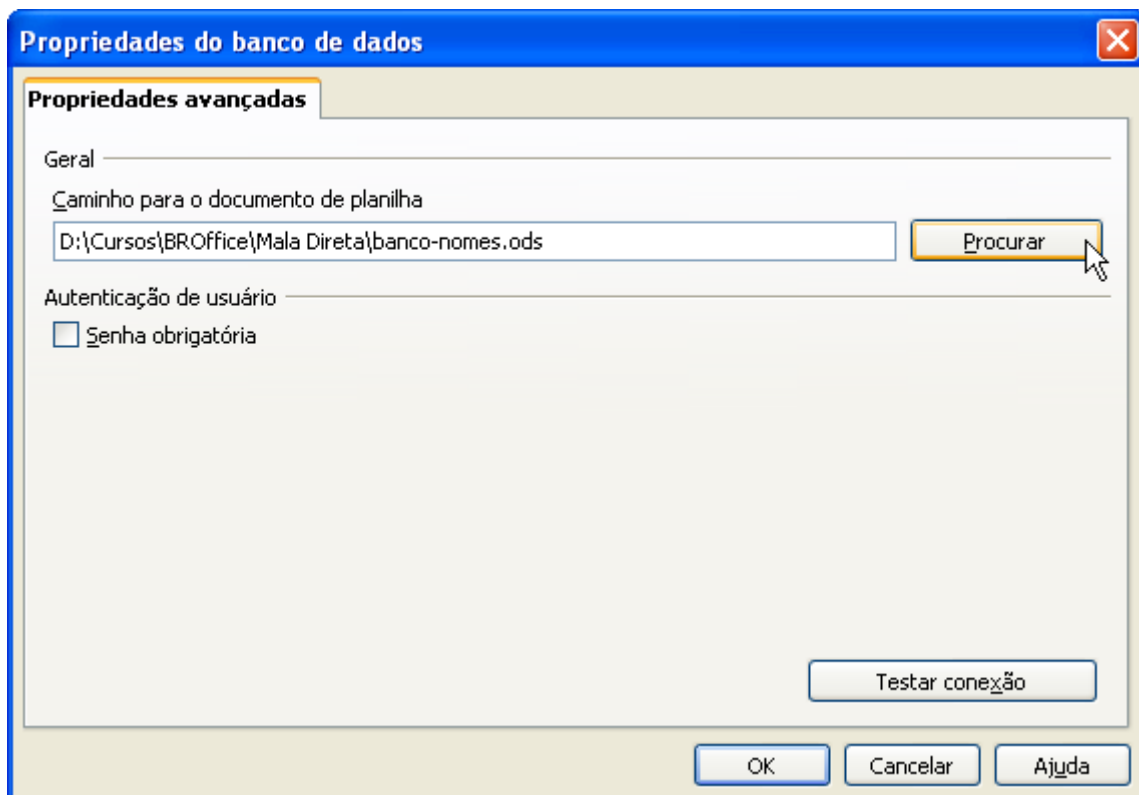 Propriedades do banco de dados
Propriedades avançadas
Geral
Caminho para o documento de planilha
D:\Cursos\BROffice\Mala Direta\banco-nomes.ods
Procurar
Autenticação de usuário
Senha obrigatória
Testar conexão
OK
Cancelar
Ajuda